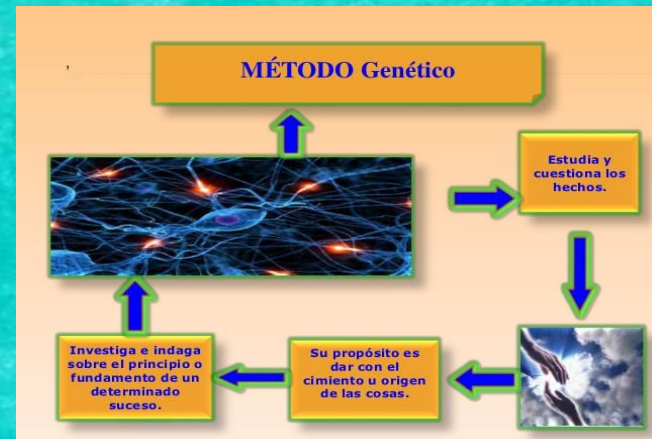 MÉTODO Genético
Estudia y
cuestiona los
hechos.
Su propósito es
dar con el
cimiento u origen
de las cosas.
Investiga e indaga
sobre el principio o
fundamento de un
determinado
suceso.